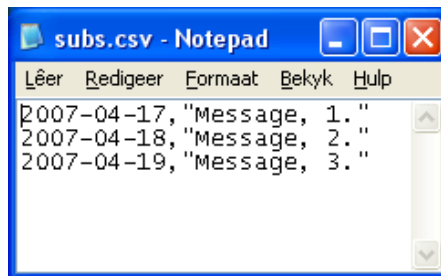 subs.csv - Notepad
Lêer Redigeer Formaat Bekyk Hulp
2007-04-17,"Message, 1."
2007-04-18,"Message, 2."
2007-04-19,"Message, 3."